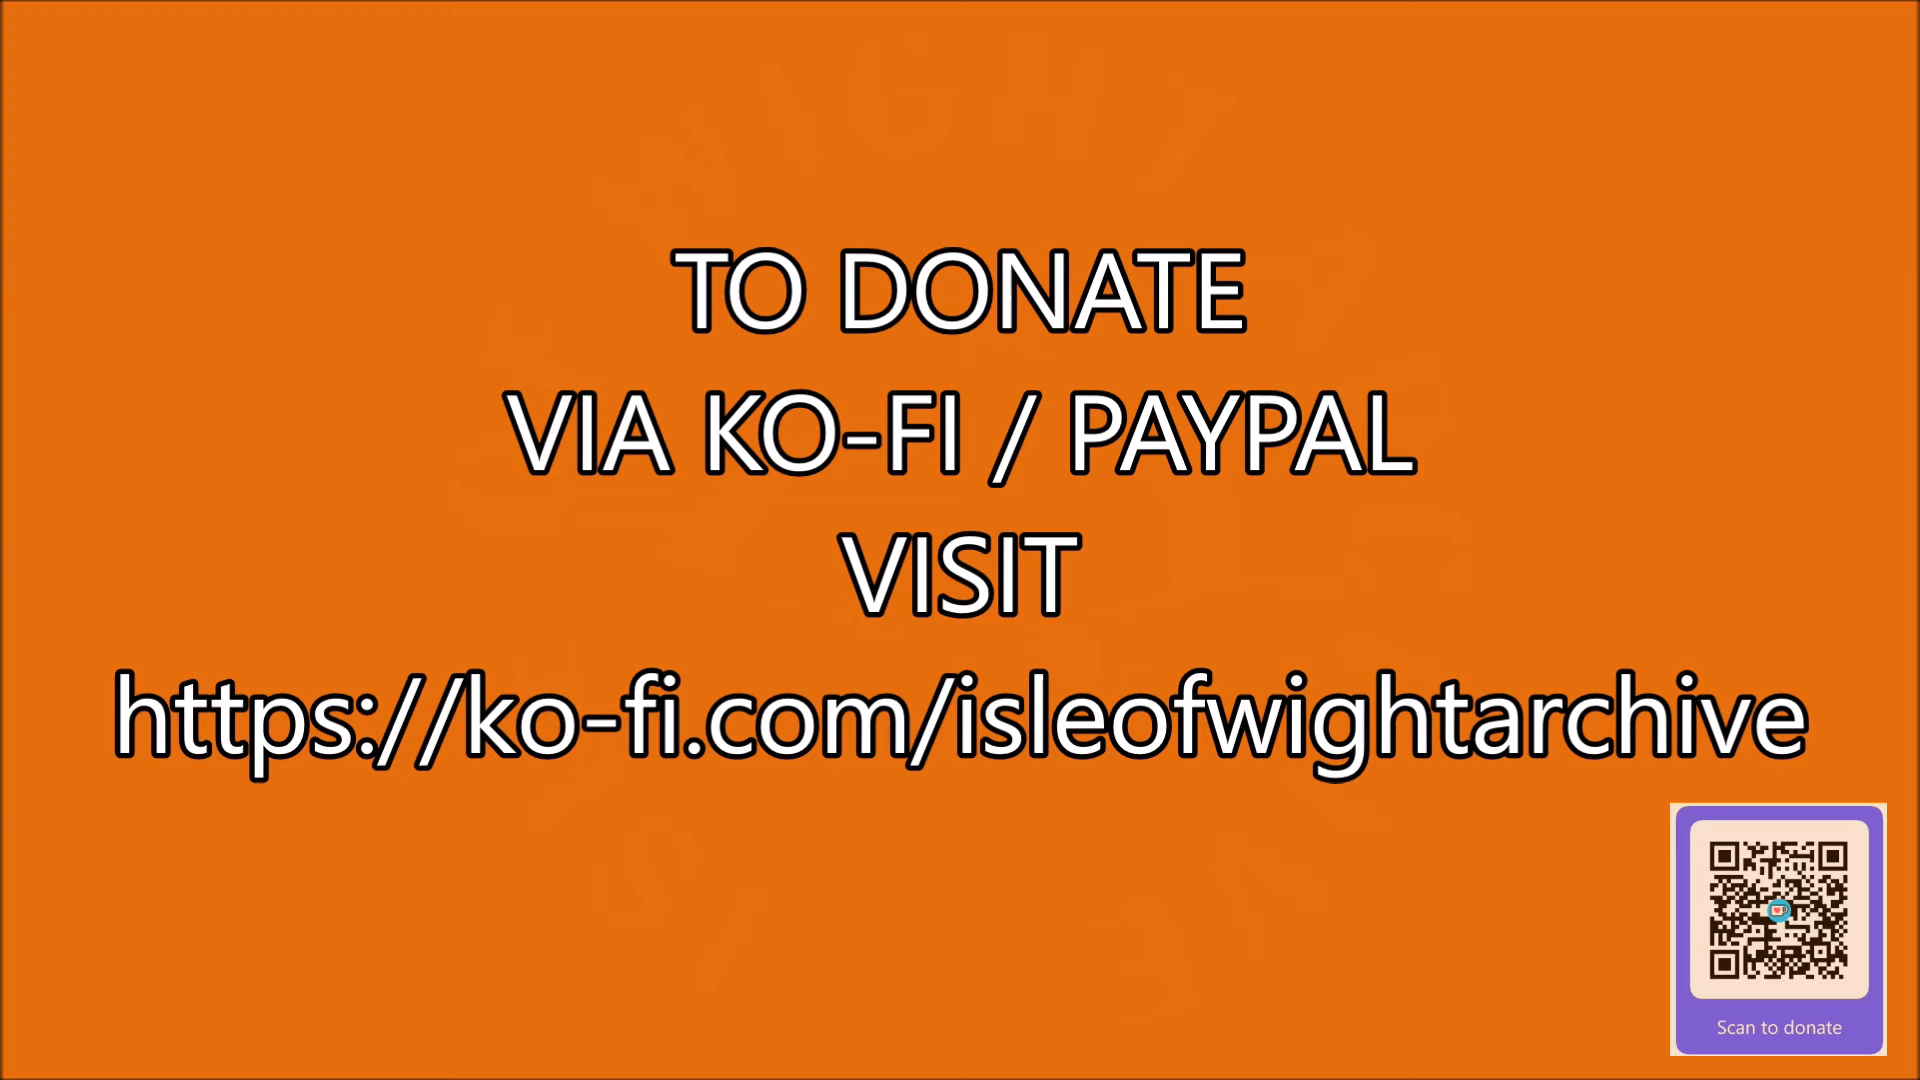 TO DONATE
VIA KO-FI / PAYPAL
VISIT
https://ko-fi.com/isleofwightarchive
Scan to donate